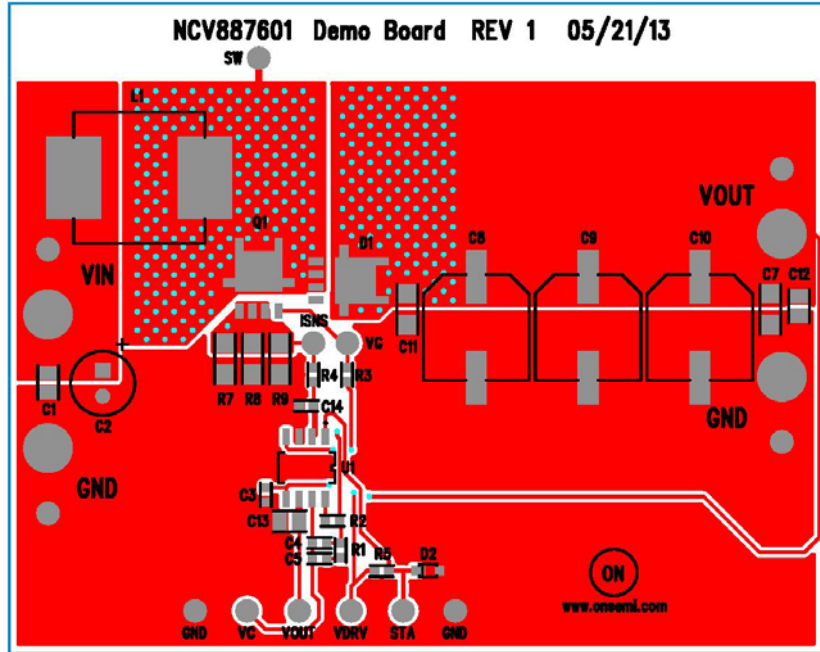 NCV887601 Demo Board REV 1 05/21/13
SW
L1
Q1
D1
VIN
VOUT
C8
C9
C10
C7
C12
ISNS
VG
C11
C1
C2
R7
R8
R9
R4
R3
C14
GND
GND
U1
C3
C13
R2
C4
C5
R1
R5
D2
ON
www.onsemi.com
GND
VC
VOUT
VDRV
STA
GND